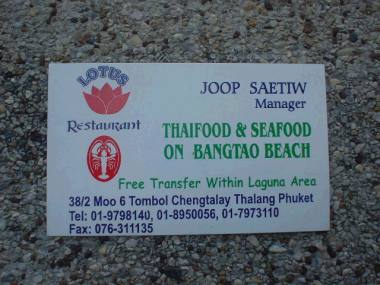 LOTUS
Restaurant
JOOP SAETIW
Manager
THAIFOOD & SEAFOOD
ON BANGTAO BEACH
Free Transfer Within Laguna Area
38/2 Moo 6 Tombol Chengtalay Thalang Phuket
Tel: 01-9798140, 01-8950056, 01-7973110
Fax: 076-311135